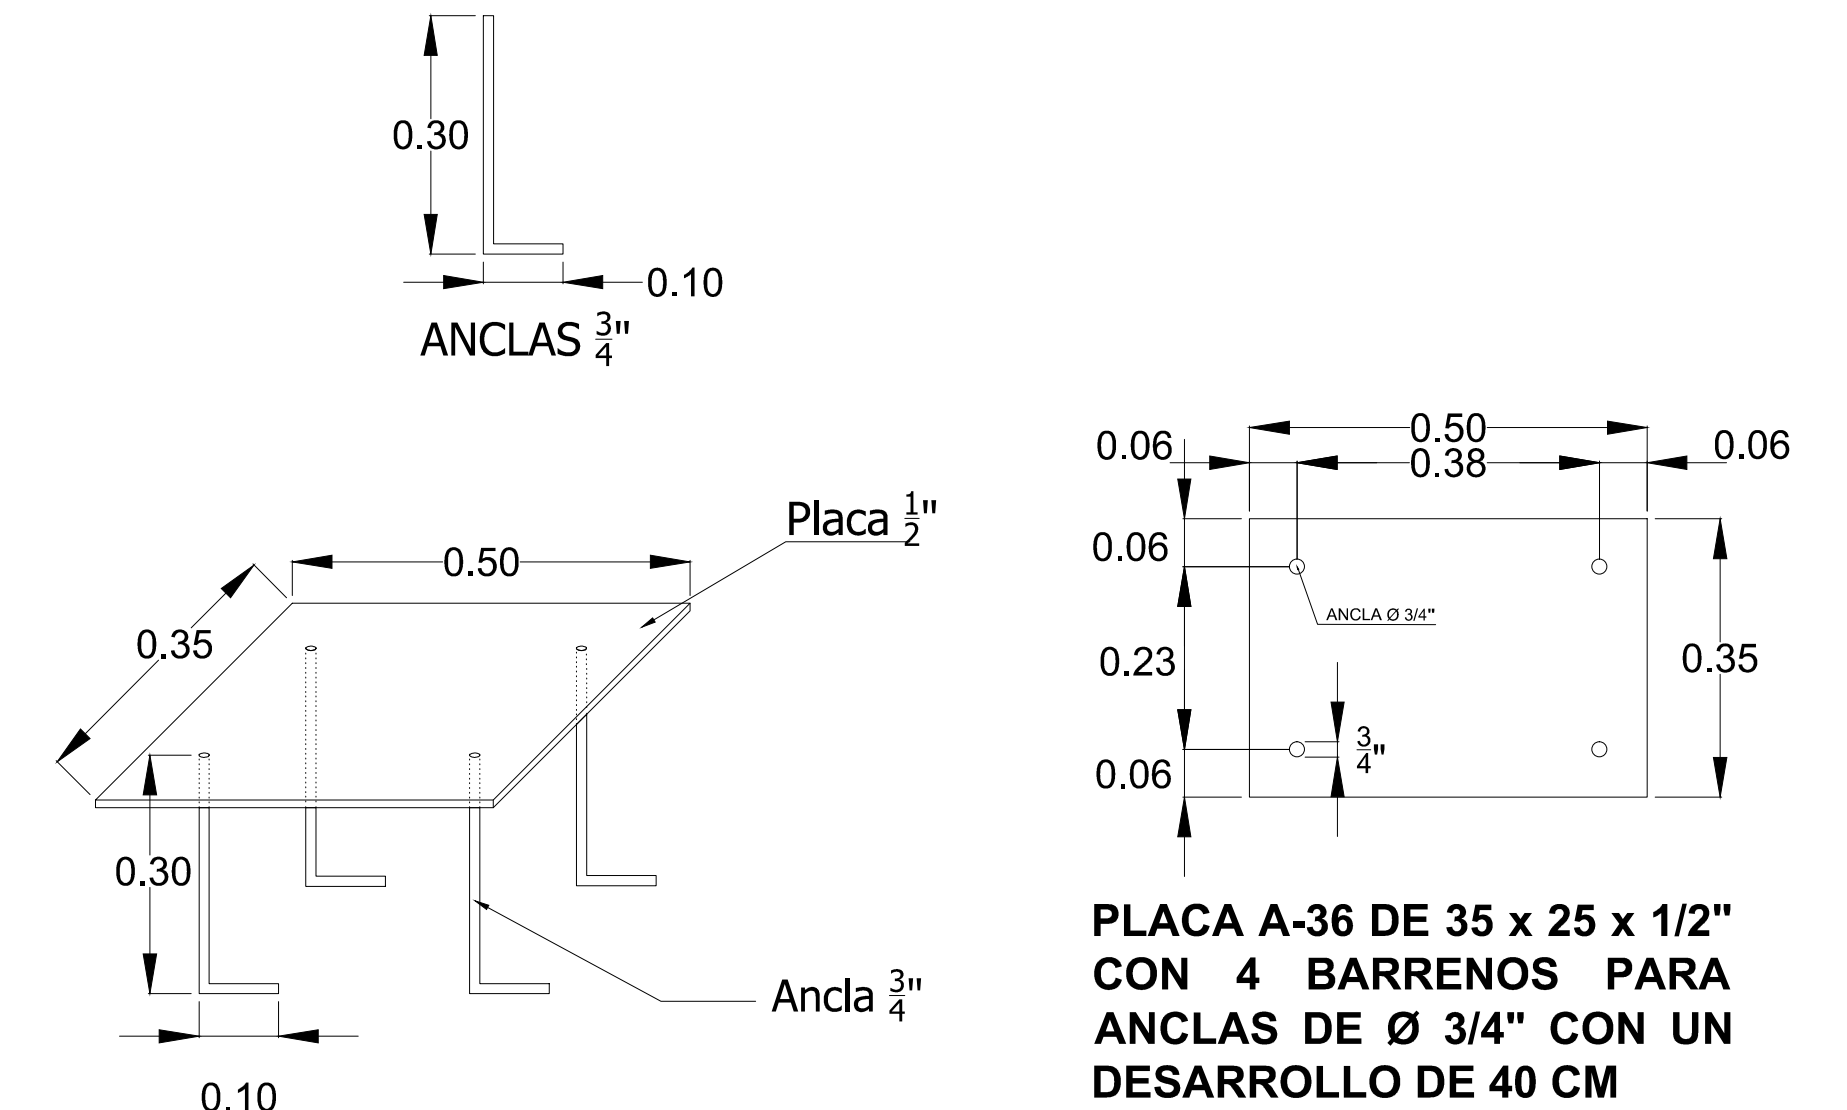 0.30
0.10
ANCLAS 3/4"
0.50
0.38
0.06
0.06
Placa 1/2"
0.50
0.35
0.06
ANCLA Ø 3/4"
0.23
0.35
3/4"
0.06
0.30
Ancla 3/4"
0.10
PLACA A-36 DE 35 x 25 x 1/2"
CON 4 BARRENOS PARA
ANCLAS DE Ø 3/4" CON UN
DESARROLLO DE 40 CM